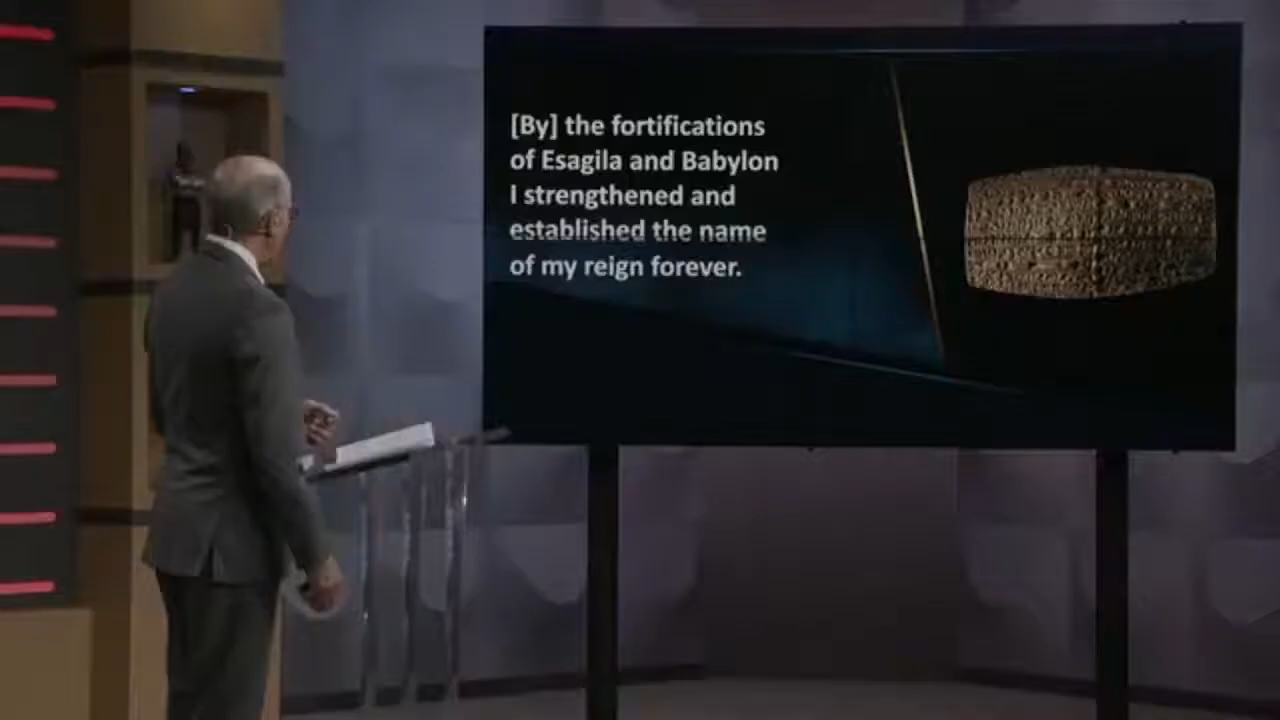 [By] the fortifications
of Esagila and Babylon
I strengthened and
established the name
of my reign forever.